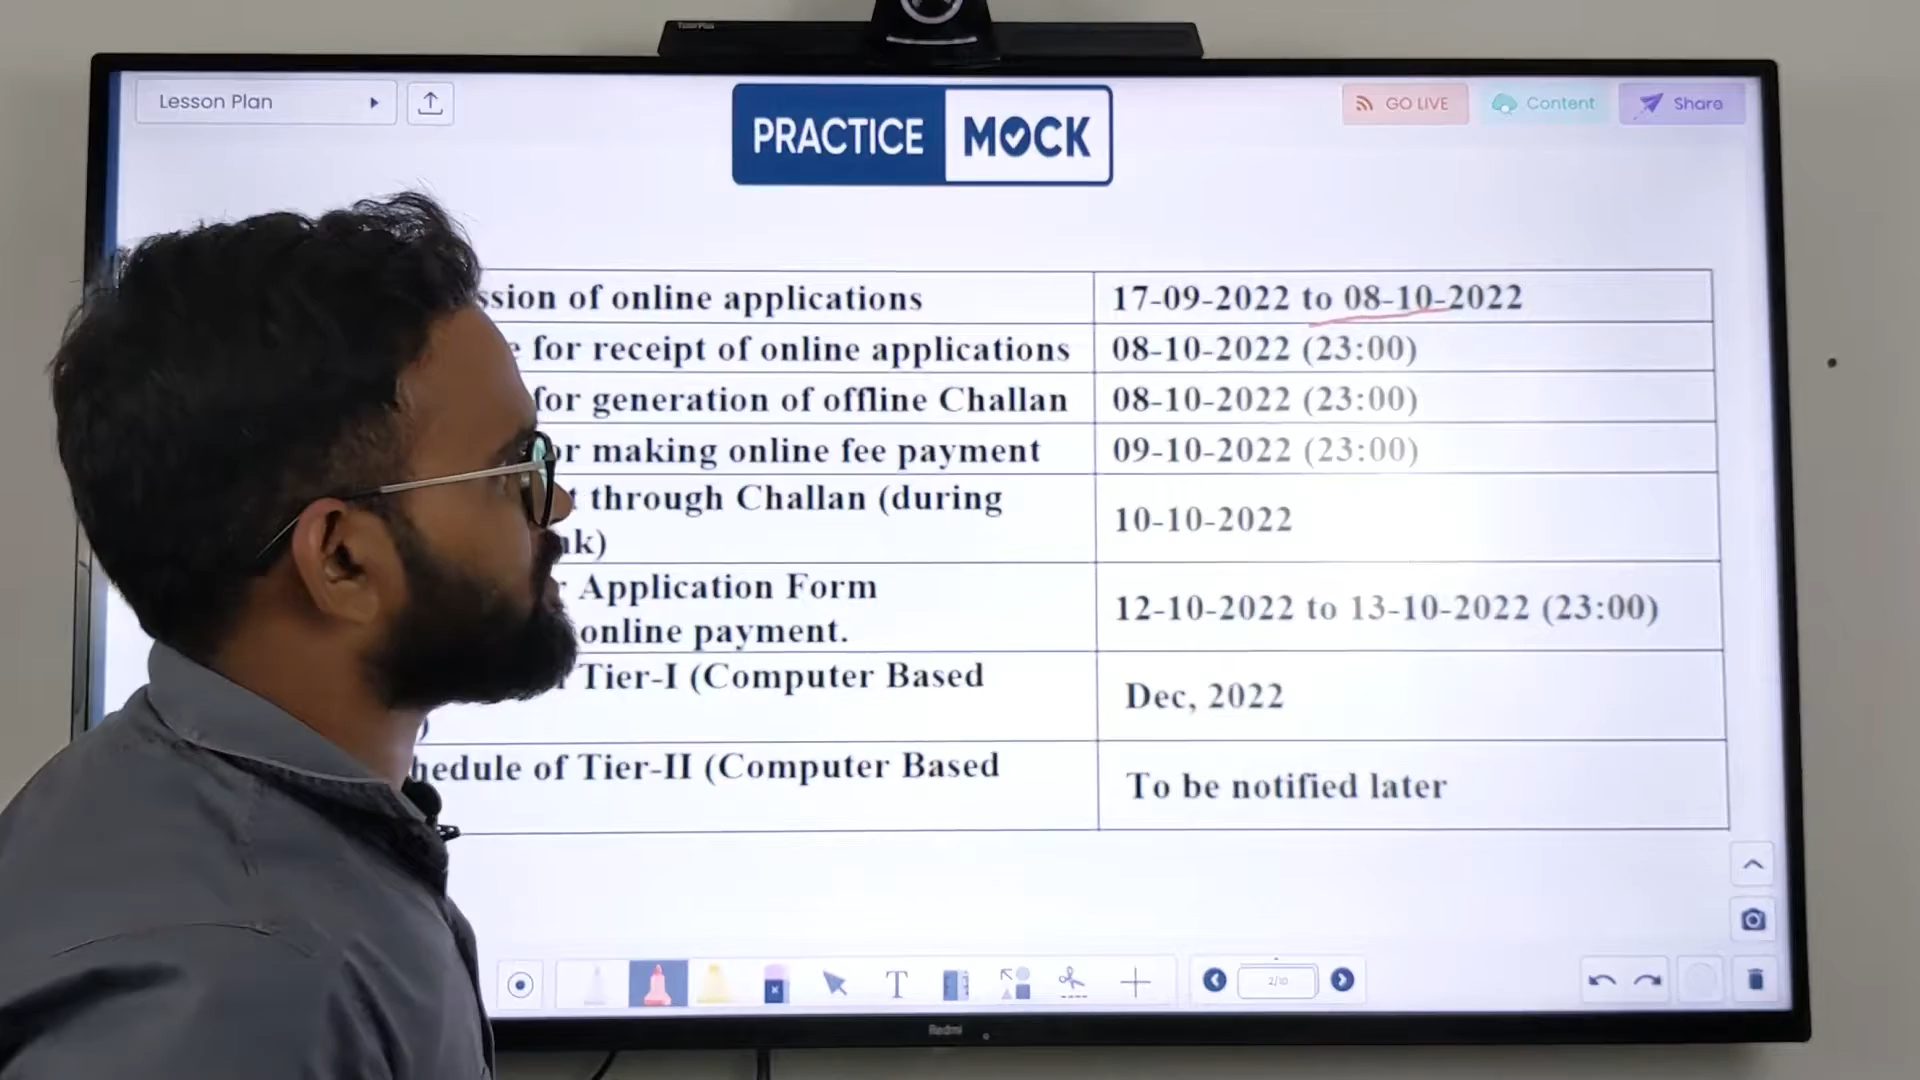 Lesson Plan
PRACTICE MOCK
GO LIVE
Content
Share
ssion of online applications 17-09-2022 to 08-10-2022
e for receipt of online applications 08-10-2022 (23:00)
for generation of offline Challan 08-10-2022 (23:00)
or making online fee payment 09-10-2022 (23:00)
t through Challan (during
nk)
10-10-2022
r Application Form
online payment.
12-10-2022 to 13-10-2022 (23:00)
Tier-I (Computer Based
)
Dec, 2022
hedule of Tier-II (Computer Based
To be notified later
T
2/10
Redmi